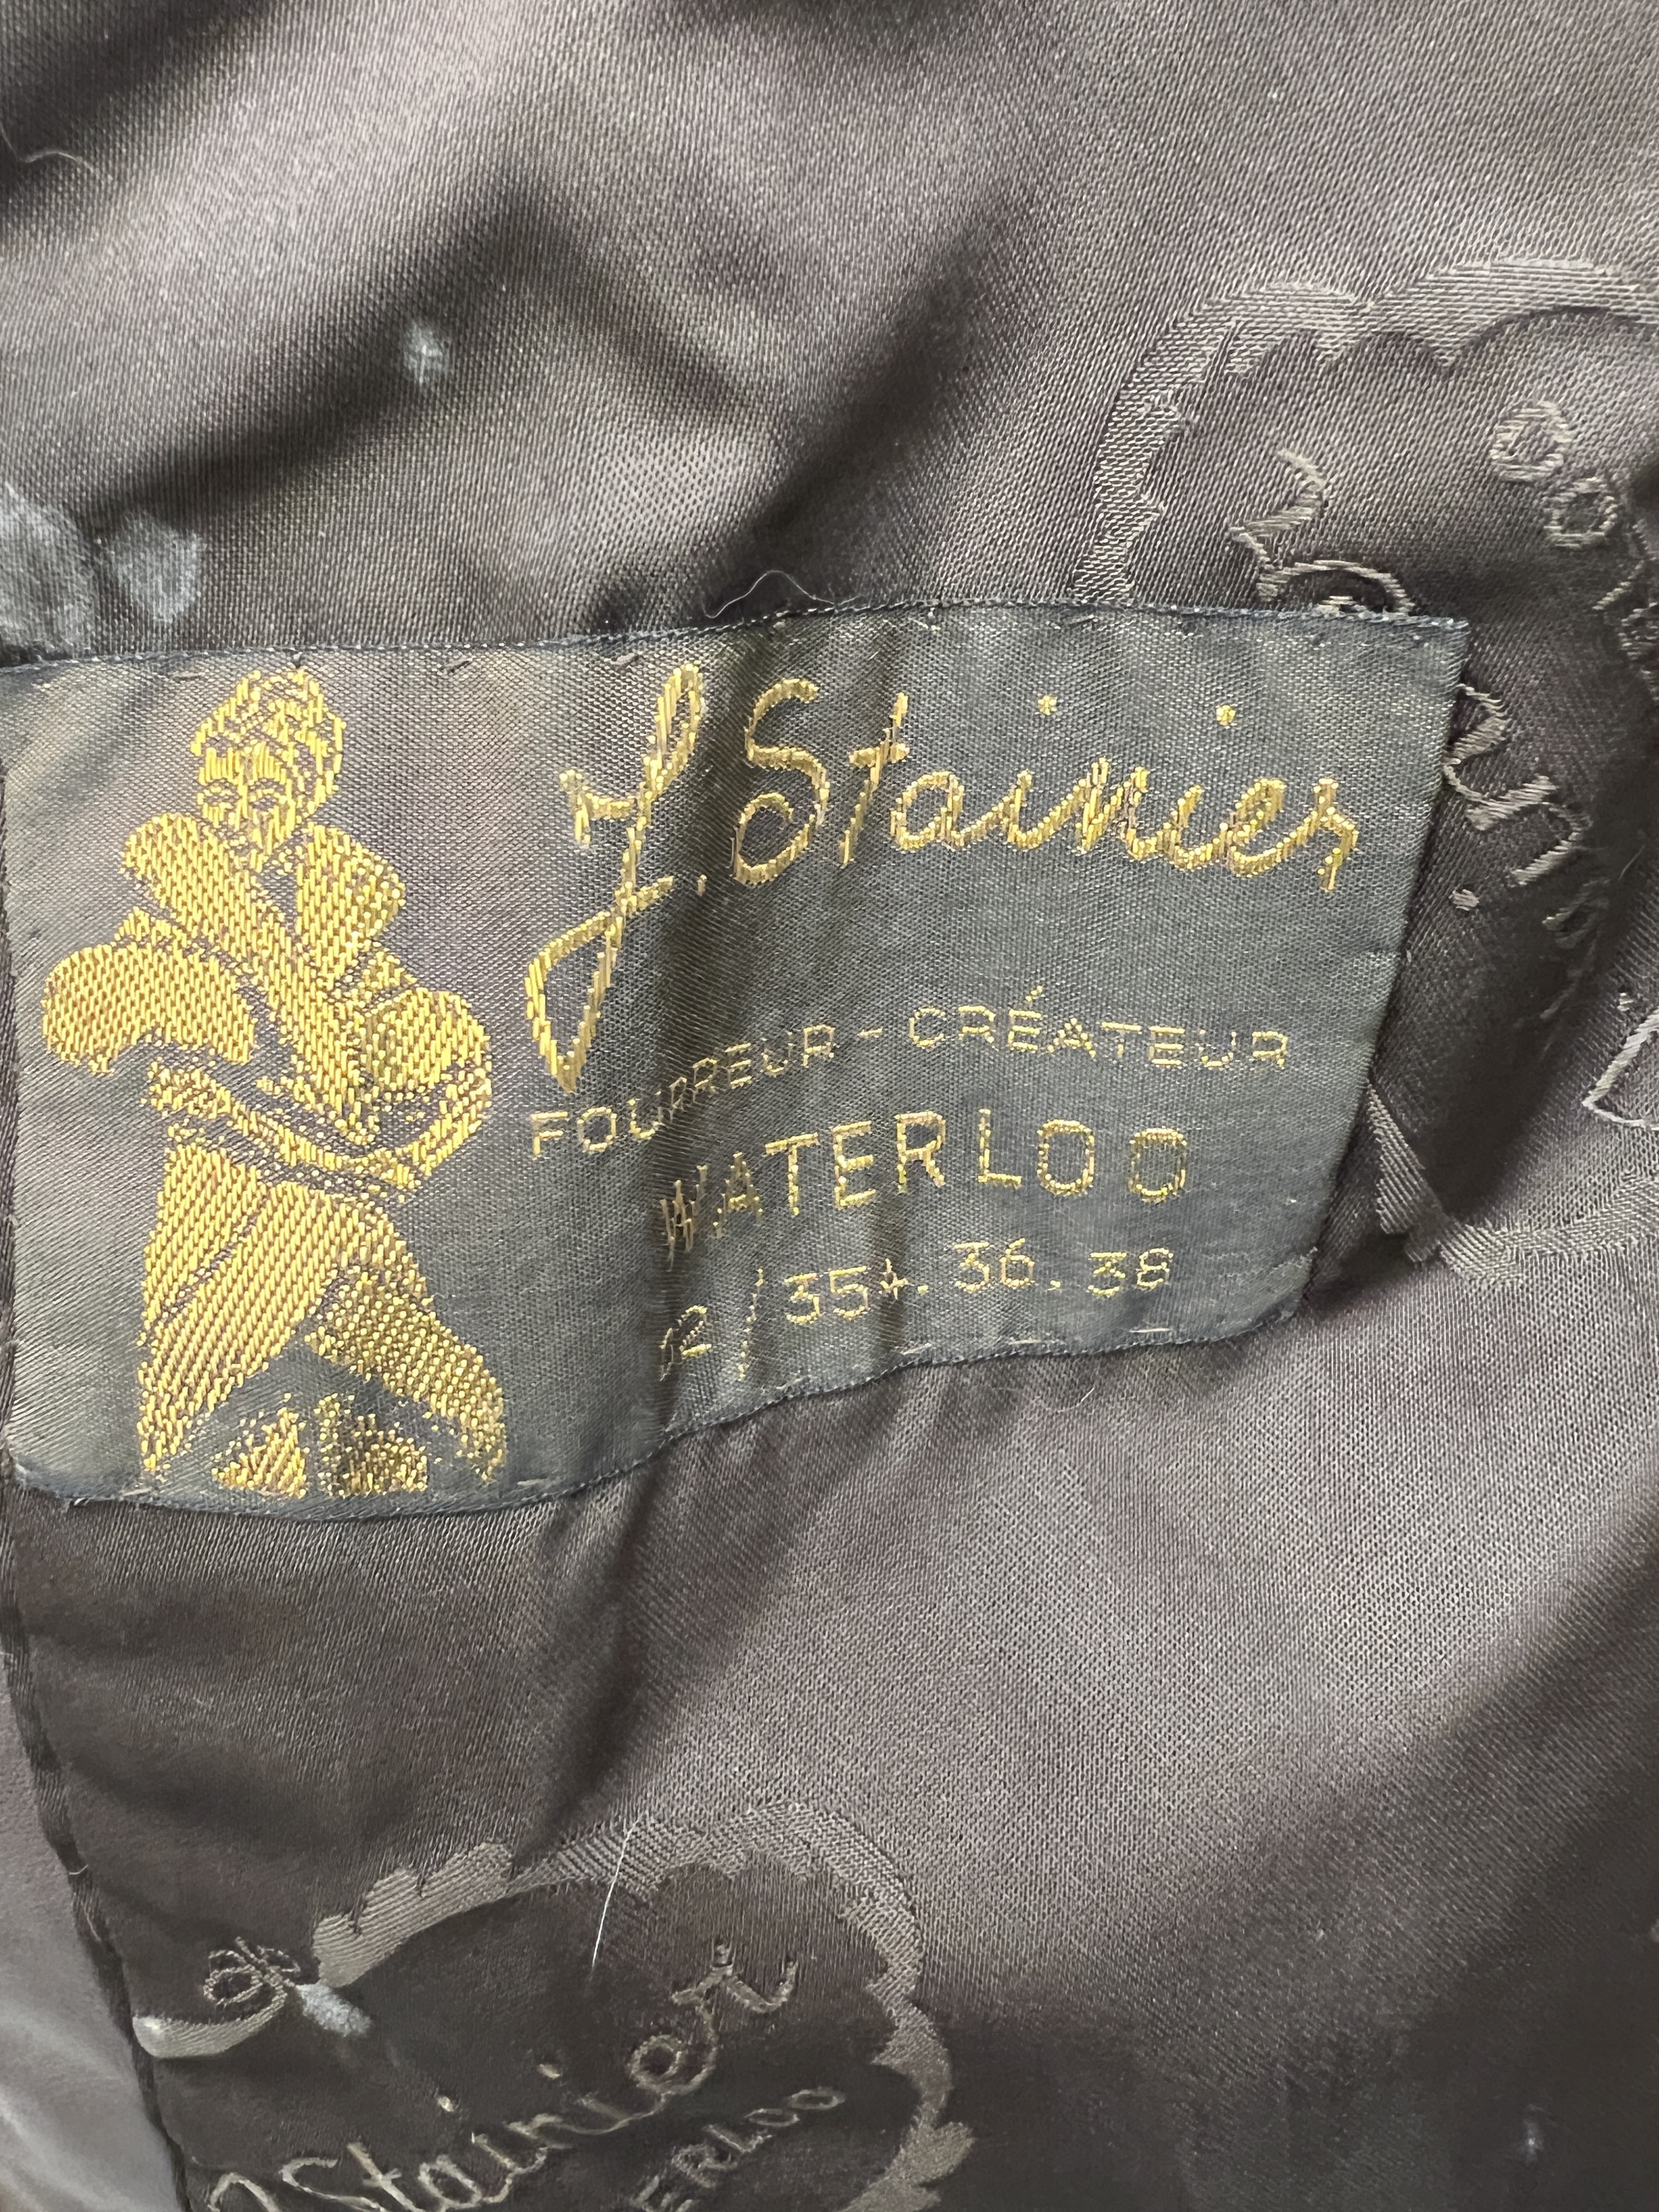 J. Stainier
FOURREUR - CRÉATEUR
WATERLOO
02/354.36.38
Stainier